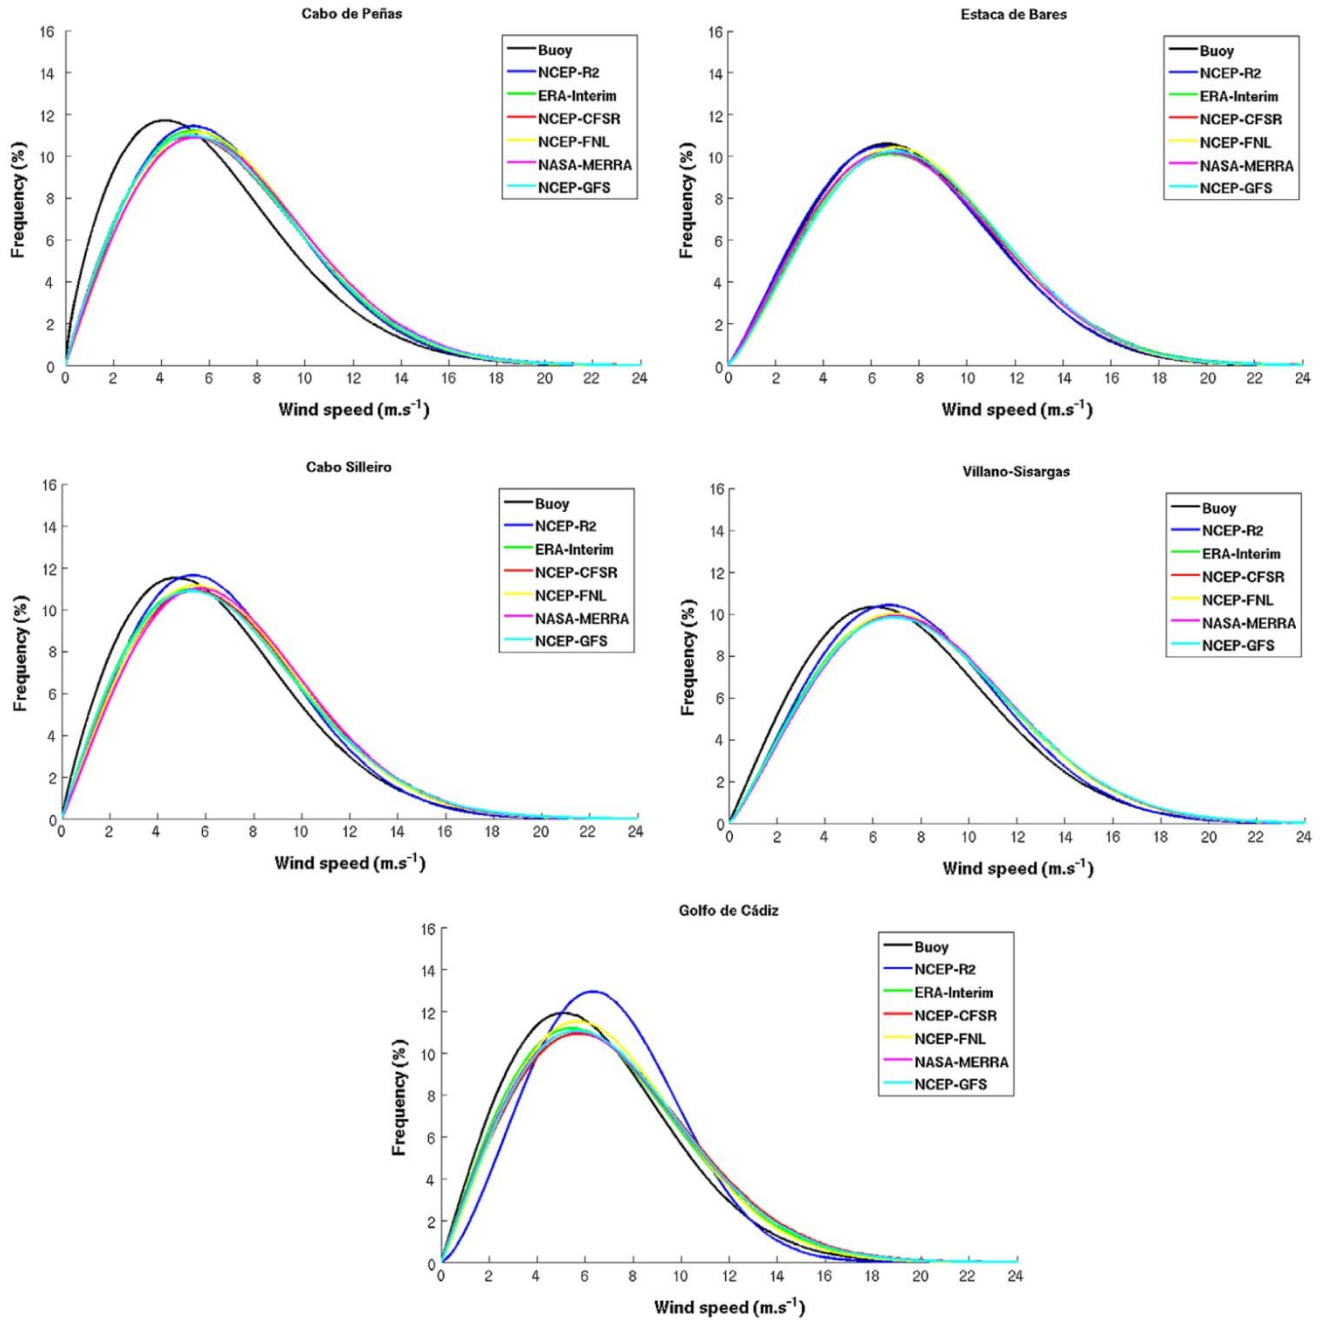 Cabo de Peñas
16
14
12
10
8
6
4
2
0
Frequency (%)
Buoy
NCEP-R2
ERA-Interim
NCEP-CFSR
NCEP-FNL
NASA-MERRA
NCEP-GFS
0 2 4 6 8 10 12 14 16 18 20 22 24
Wind speed (m.s⁻¹)
Estaca de Bares
16
14
12
10
8
6
4
2
0
Frequency (%)
Buoy
NCEP-R2
ERA-Interim
NCEP-CFSR
NCEP-FNL
NASA-MERRA
NCEP-GFS
0 2 4 6 8 10 12 14 16 18 20 22 24
Wind speed (m.s⁻¹)
Cabo Silleiro
16
14
12
10
8
6
4
2
0
Frequency (%)
Buoy
NCEP-R2
ERA-Interim
NCEP-CFSR
NCEP-FNL
NASA-MERRA
NCEP-GFS
0 2 4 6 8 10 12 14 16 18 20 22 24
Wind speed (m.s⁻¹)
Villano-Sisargas
16
14
12
10
8
6
4
2
0
Frequency (%)
Buoy
NCEP-R2
ERA-Interim
NCEP-CFSR
NCEP-FNL
NASA-MERRA
NCEP-GFS
0 2 4 6 8 10 12 14 16 18 20 22 24
Wind speed (m.s⁻¹)
Golfo de Cádiz
16
14
12
10
8
6
4
2
0
Frequency (%)
Buoy
NCEP-R2
ERA-Interim
NCEP-CFSR
NCEP-FNL
NASA-MERRA
NCEP-GFS
0 2 4 6 8 10 12 14 16 18 20 22 24
Wind speed (m.s⁻¹)